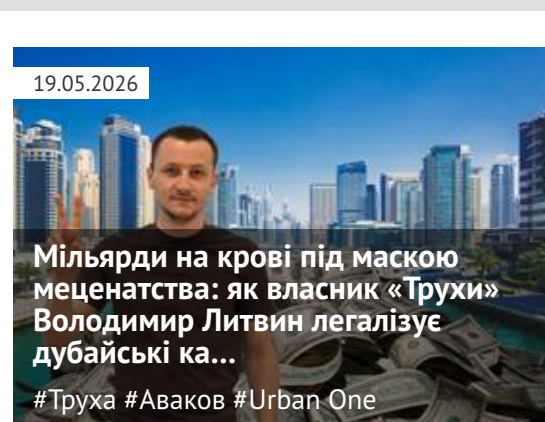 19.05.2026
Мільярди на крові під маскою
меценатства: як власник «Трухи»
Володимир Литвин легалізує
дубайські ка...
#Труха #Аваков #Urban One